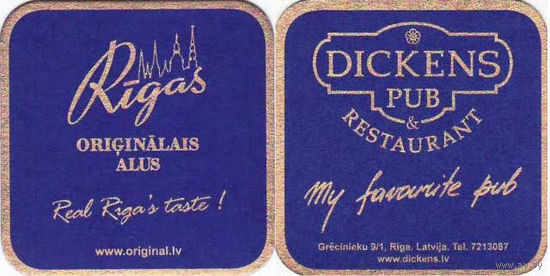 Rīgas
ORIĢINĀLAIS
ALUS
Real Riga's taste !
www.original.lv
DICKENS
PUB
&
RESTAURANT
My favourite pub
Grēcinieku 9/1, Rīga, Latvija. Tel. 7213087
www.dickens.lv